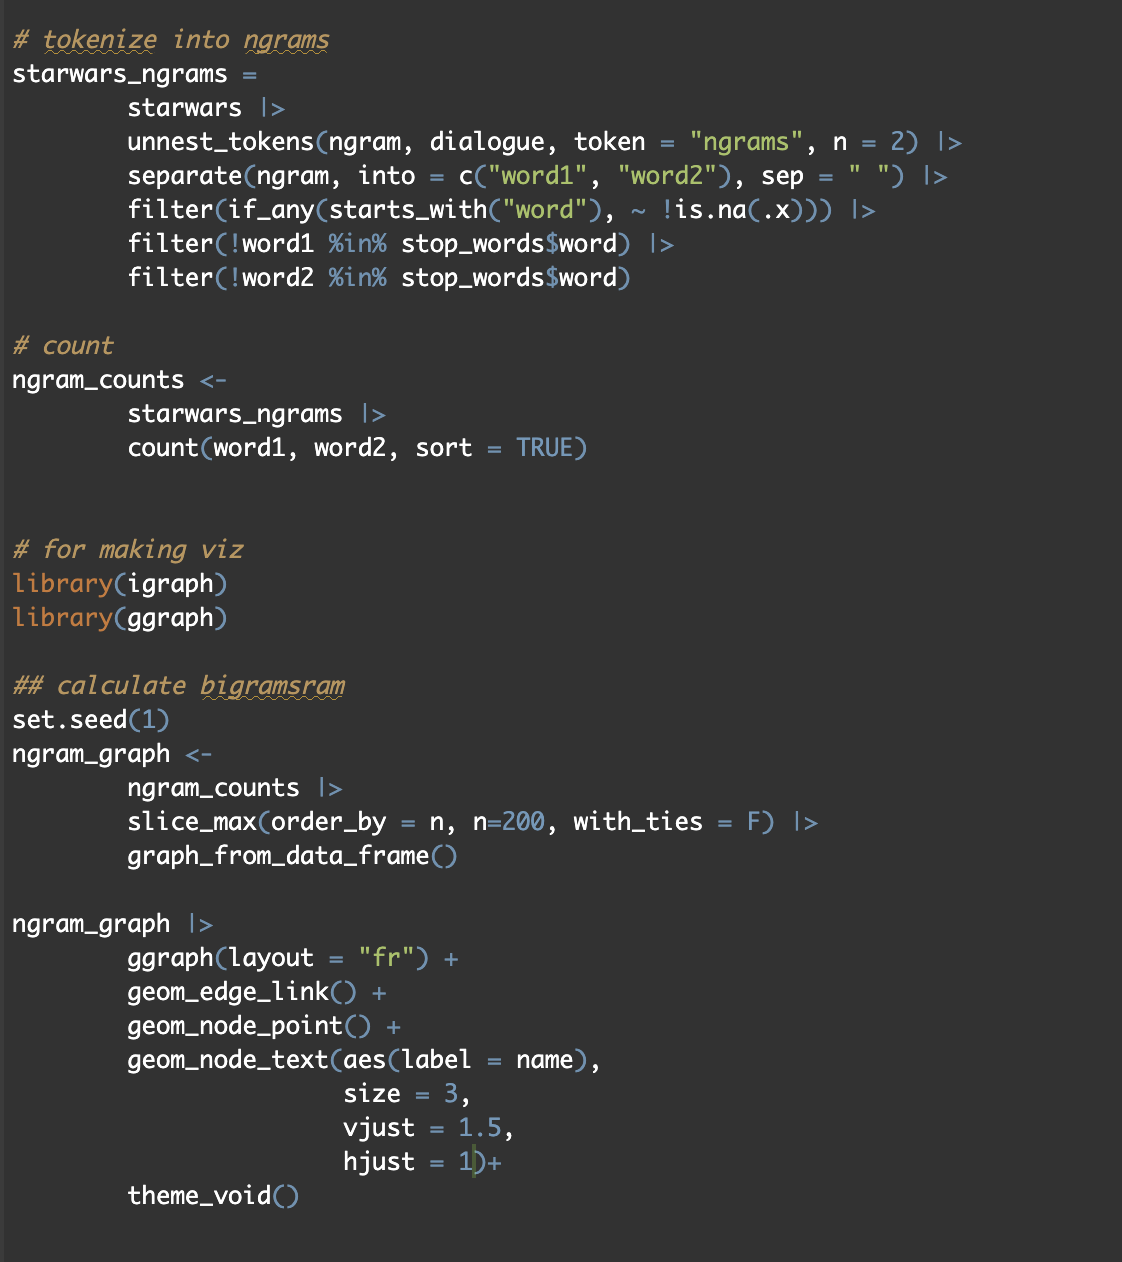 # tokenize into ngrams
starwars_ngrams =
        starwars |>
        unnest_tokens(ngram, dialogue, token = "ngrams", n = 2) |>
        separate(ngram, into = c("word1", "word2"), sep = " ") |>
        filter(if_any(starts_with("word"), ~ !is.na(.x))) |>
        filter(!word1 %in% stop_words$word) |>
        filter(!word2 %in% stop_words$word)

# count
ngram_counts <-
        starwars_ngrams |>
        count(word1, word2, sort = TRUE)


# for making viz
library(igraph)
library(ggraph)

## calculate bigramsram
set.seed(1)
ngram_graph <-
        ngram_counts |>
        slice_max(order_by = n, n=200, with_ties = F) |>
        graph_from_data_frame()

ngram_graph |>
        ggraph(layout = "fr") +
        geom_edge_link() +
        geom_node_point() +
        geom_node_text(aes(label = name),
                       size = 3,
                       vjust = 1.5,
                       hjust = 1)+
        theme_void()